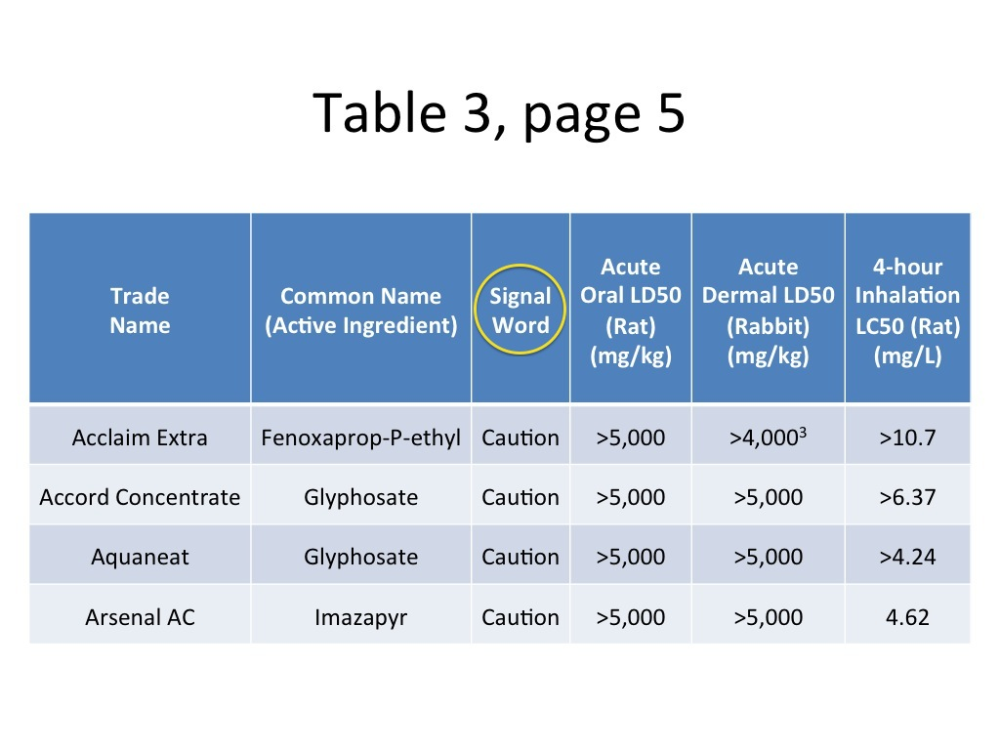 Table 3, page 5
Trade
Name
Common Name
(Active Ingredient)
Signal
Word
Acute
Oral LD50
(Rat)
(mg/kg)
Acute
Dermal LD50
(Rabbit)
(mg/kg)
4-hour
Inhalation
LC50 (Rat)
(mg/L)
Acclaim Extra Fenoxaprop-P-ethyl Caution >5,000 >4,000³ >10.7
Accord Concentrate Glyphosate Caution >5,000 >5,000 >6.37
Aquaneat Glyphosate Caution >5,000 >5,000 >4.24
Arsenal AC Imazapyr Caution >5,000 >5,000 4.62